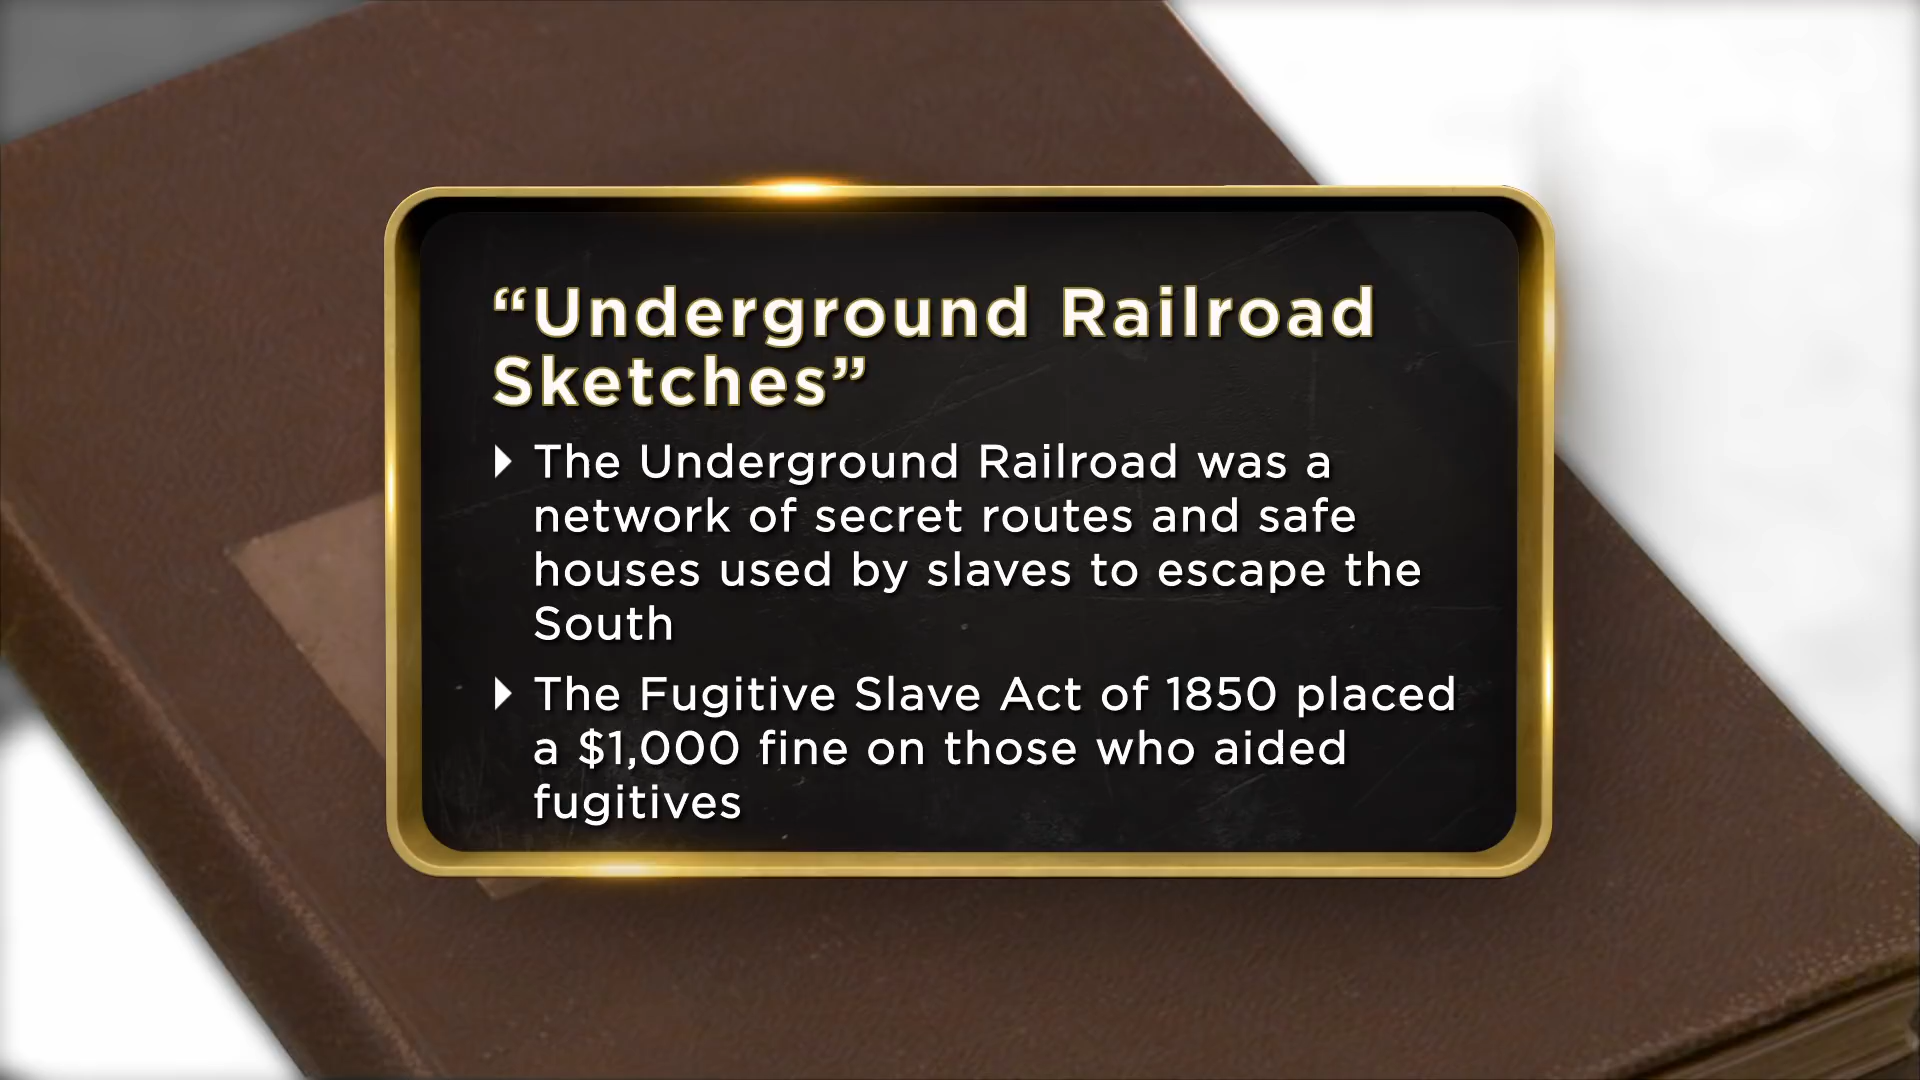 “Underground Railroad
Sketches”
The Underground Railroad was a
network of secret routes and safe
houses used by slaves to escape the
South
The Fugitive Slave Act of 1850 placed
a $1,000 fine on those who aided
fugitives